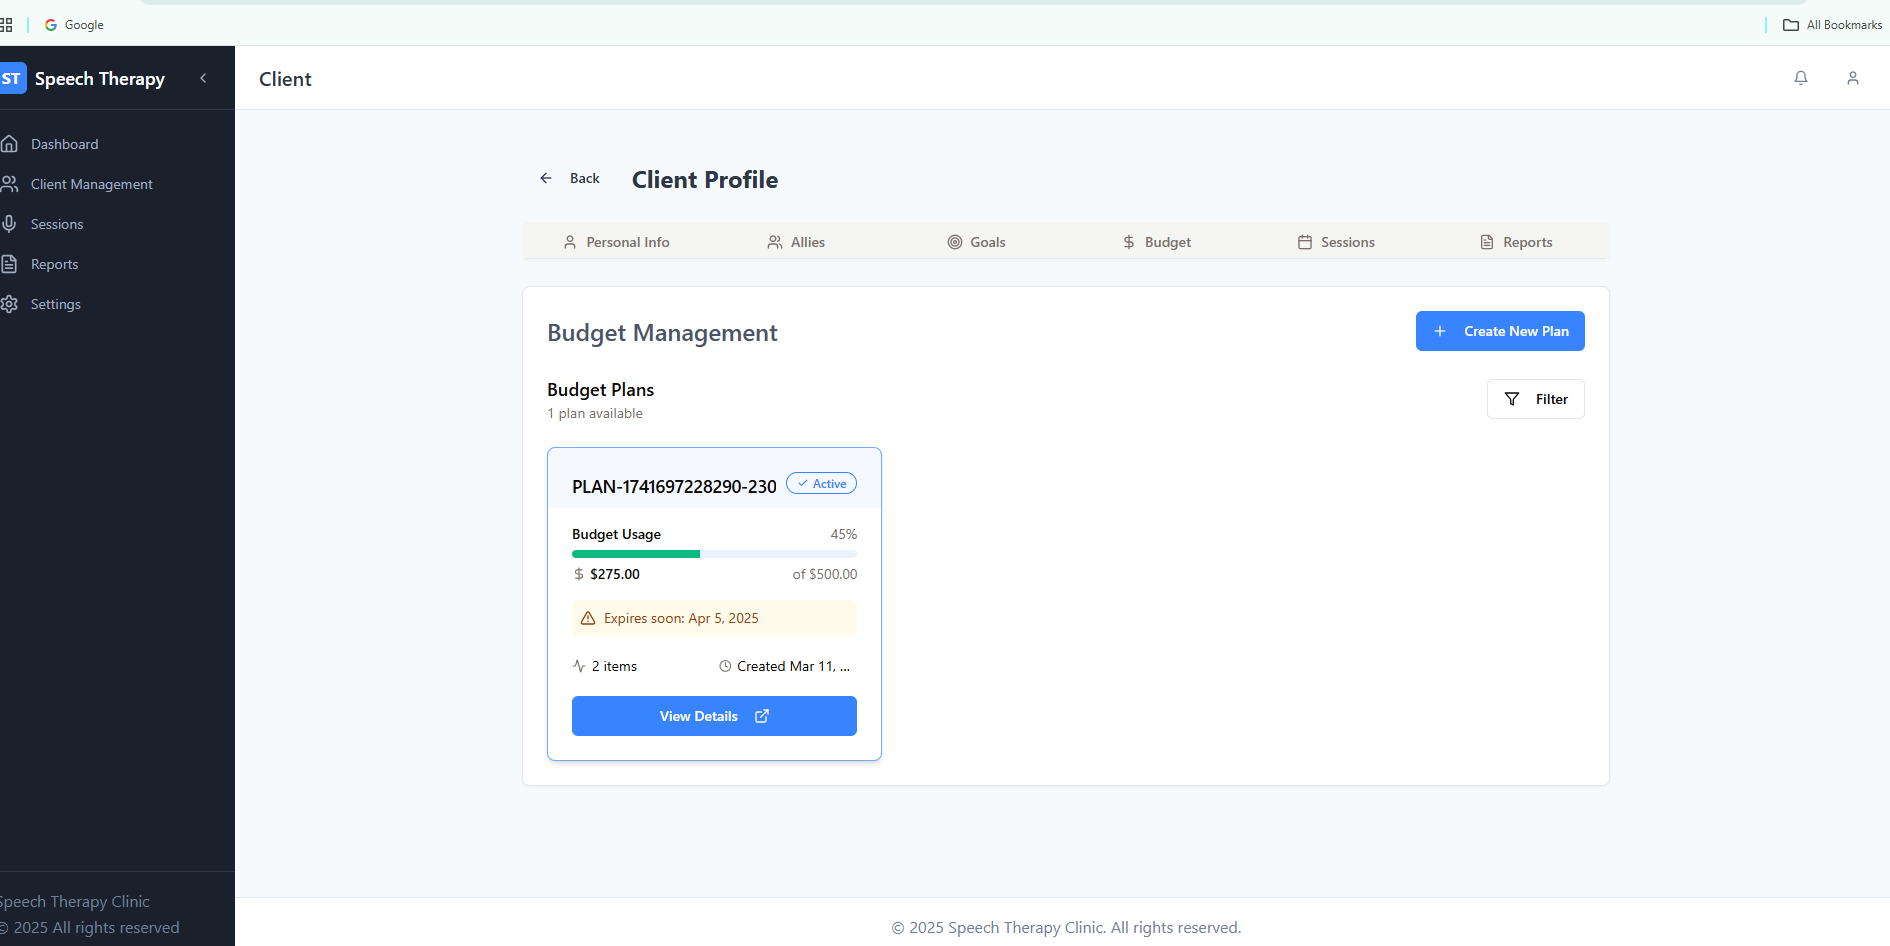 Google
All Bookmarks
ST Speech Therapy
Client
Dashboard
Client Management
Sessions
Reports
Settings
Back
Client Profile
Personal Info
Allies
Goals
Budget
Sessions
Reports
Budget Management
Create New Plan
Budget Plans
1 plan available
Filter
PLAN-1741697228290-230
Active
Budget Usage
45%
$ $275.00
of $500.00
Expires soon: Apr 5, 2025
2 items
Created Mar 11, ...
View Details
Speech Therapy Clinic
© 2025 All rights reserved
© 2025 Speech Therapy Clinic. All rights reserved.